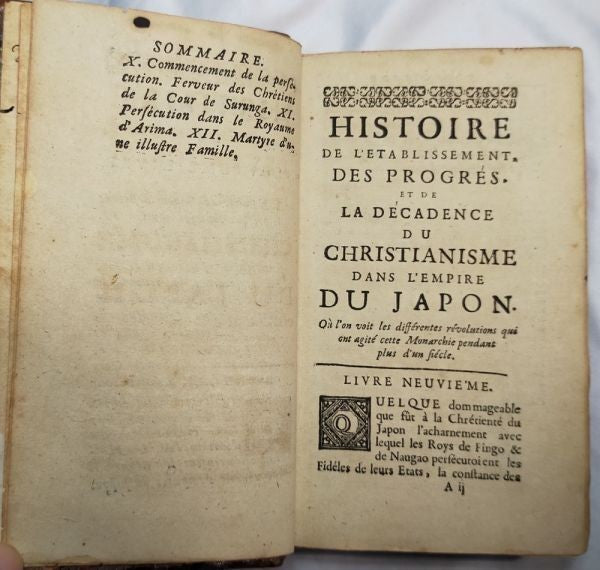 SOMMAIRE.
X. Commencement de la persé-
cution. Ferveur des Chrétiens
de la Cour de Surunga. XI.
Persécution dans le Royaume
d'Arima. XII. Martyre d'u-
ne illustre Famille.
HISTOIRE
DE L'ETABLISSEMENT,
DES PROGRÉS.
ET DE
LA DÉCADENCE
DU
CHRISTIANISME
DANS L'EMPIRE
DU JAPON.
Où l'on voit les différentes révolutions qui
ont agité cette Monarchie pendant
plus d'un siécle.
LIVRE NEUVIE'ME.
QUELQUE dommageable
que fût à la Chrétienté du
Japon l'acharnement avec
lequel les Roys de Fingo &
de Naugao persécutoient les
Fidéles de leurs Etats, la constance des
A ij